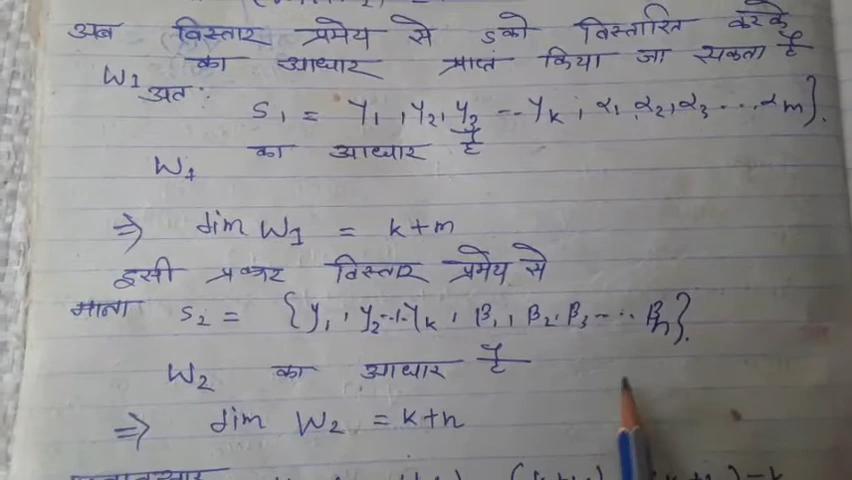 अब विस्तार प्रमेय से S को विस्तारित करके
W1 का आधार प्राप्त किया जा सकता है
अतः S1 = γ1, γ2, γ3 --- γk, α1, α2, α3 ... αm}.
W1 का आधार है
⇒ dim W1 = k+m
इसी प्रकार विस्तार प्रमेय से
माना S2 = {γ1, γ2...γk, β1, β2, β3 ... βn}.
W2 का आधार है
⇒ dim W2 = k+n